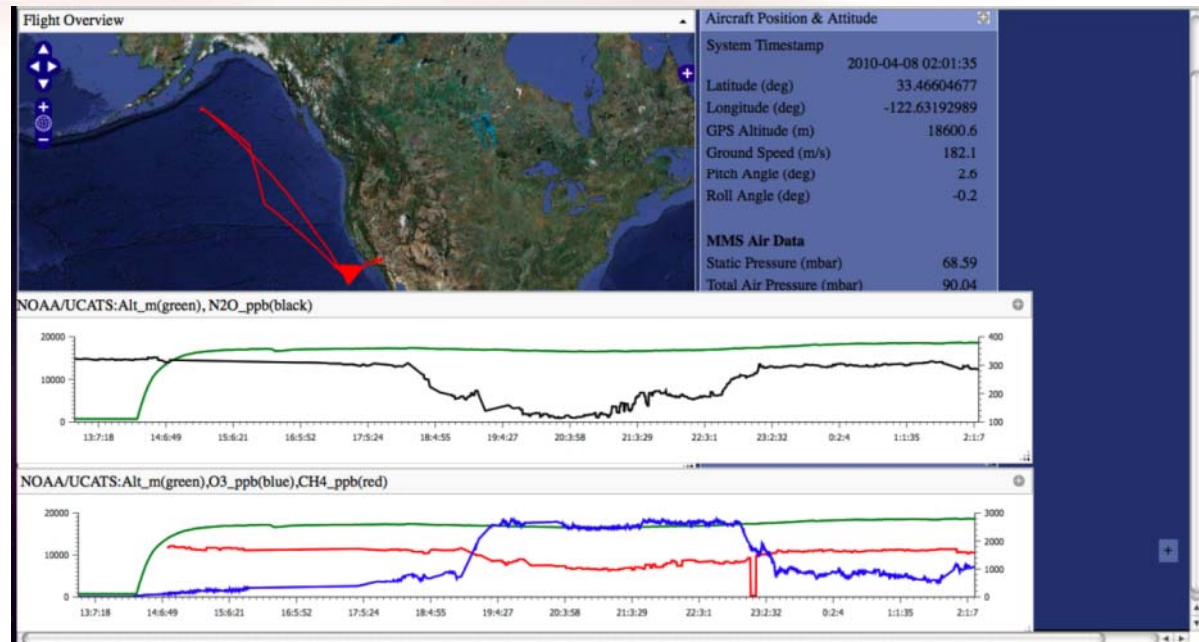 Flight Overview
Aircraft Position & Attitude
System Timestamp
2010-04-08 02:01:35
Latitude (deg) 33.46604677
Longitude (deg) -122.63192989
GPS Altitude (m) 18600.6
Ground Speed (m/s) 182.1
Pitch Angle (deg) 2.6
Roll Angle (deg) -0.2
MMS Air Data
Static Pressure (mbar) 68.59
Total Air Pressure (mbar) 90.04
NOAA/UCATS:Alt_m(green), N2O_ppb(black)
20000 400
300
10000
200
0 100
13:7:18 14:6:49 15:6:21 16:5:52 17:5:24 18:4:55 19:4:27 20:3:58 21:3:29 22:3:1 23:2:32 0:2:4 1:1:35 2:1:7
NOAA/UCATS:Alt_m(green),O3_ppb(blue),CH4_ppb(red)
20000 3000
2000
10000
1000
0 0
13:7:18 14:6:49 15:6:21 16:5:52 17:5:24 18:4:55 19:4:27 20:3:58 21:3:29 22:3:1 23:2:32 0:2:4 1:1:35 2:1:7